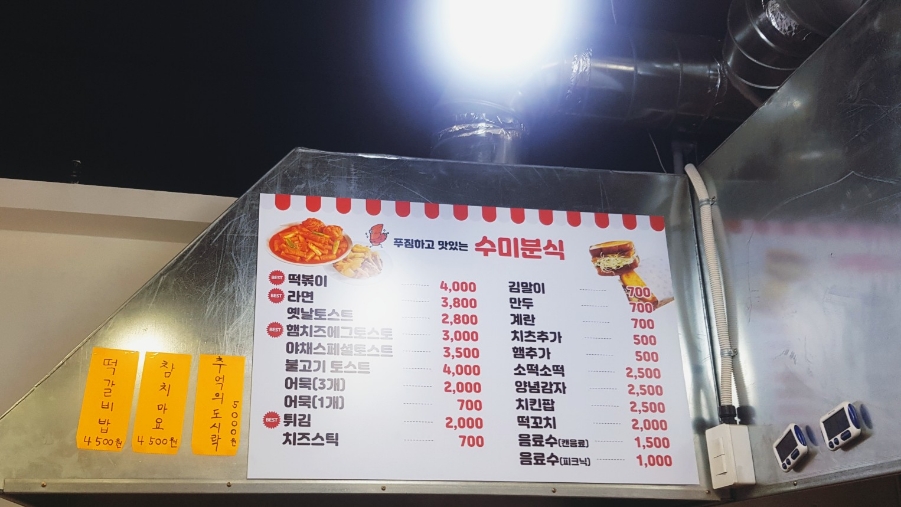 푸짐하고 맛있는 수미분식
BEST 떡볶이 4,000
BEST 라면 3,800
옛날토스트 2,800
BEST 햄치즈에그토스트 3,000
야채스페셜토스트 3,500
불고기 토스트 4,000
어묵(3개) 2,000
어묵(1개) 700
BEST 튀김 2,000
치즈스틱 700
김말이 700
만두 700
계란 700
치즈추가 500
햄추가 500
소떡소떡 2,500
양념감자 2,500
치킨팝 2,500
떡꼬치 2,000
음료수(캔음료) 1,500
음료수(피크닉) 1,000
떡갈비밥 4500원
참치마요 4500원
추억의도시락 5000원